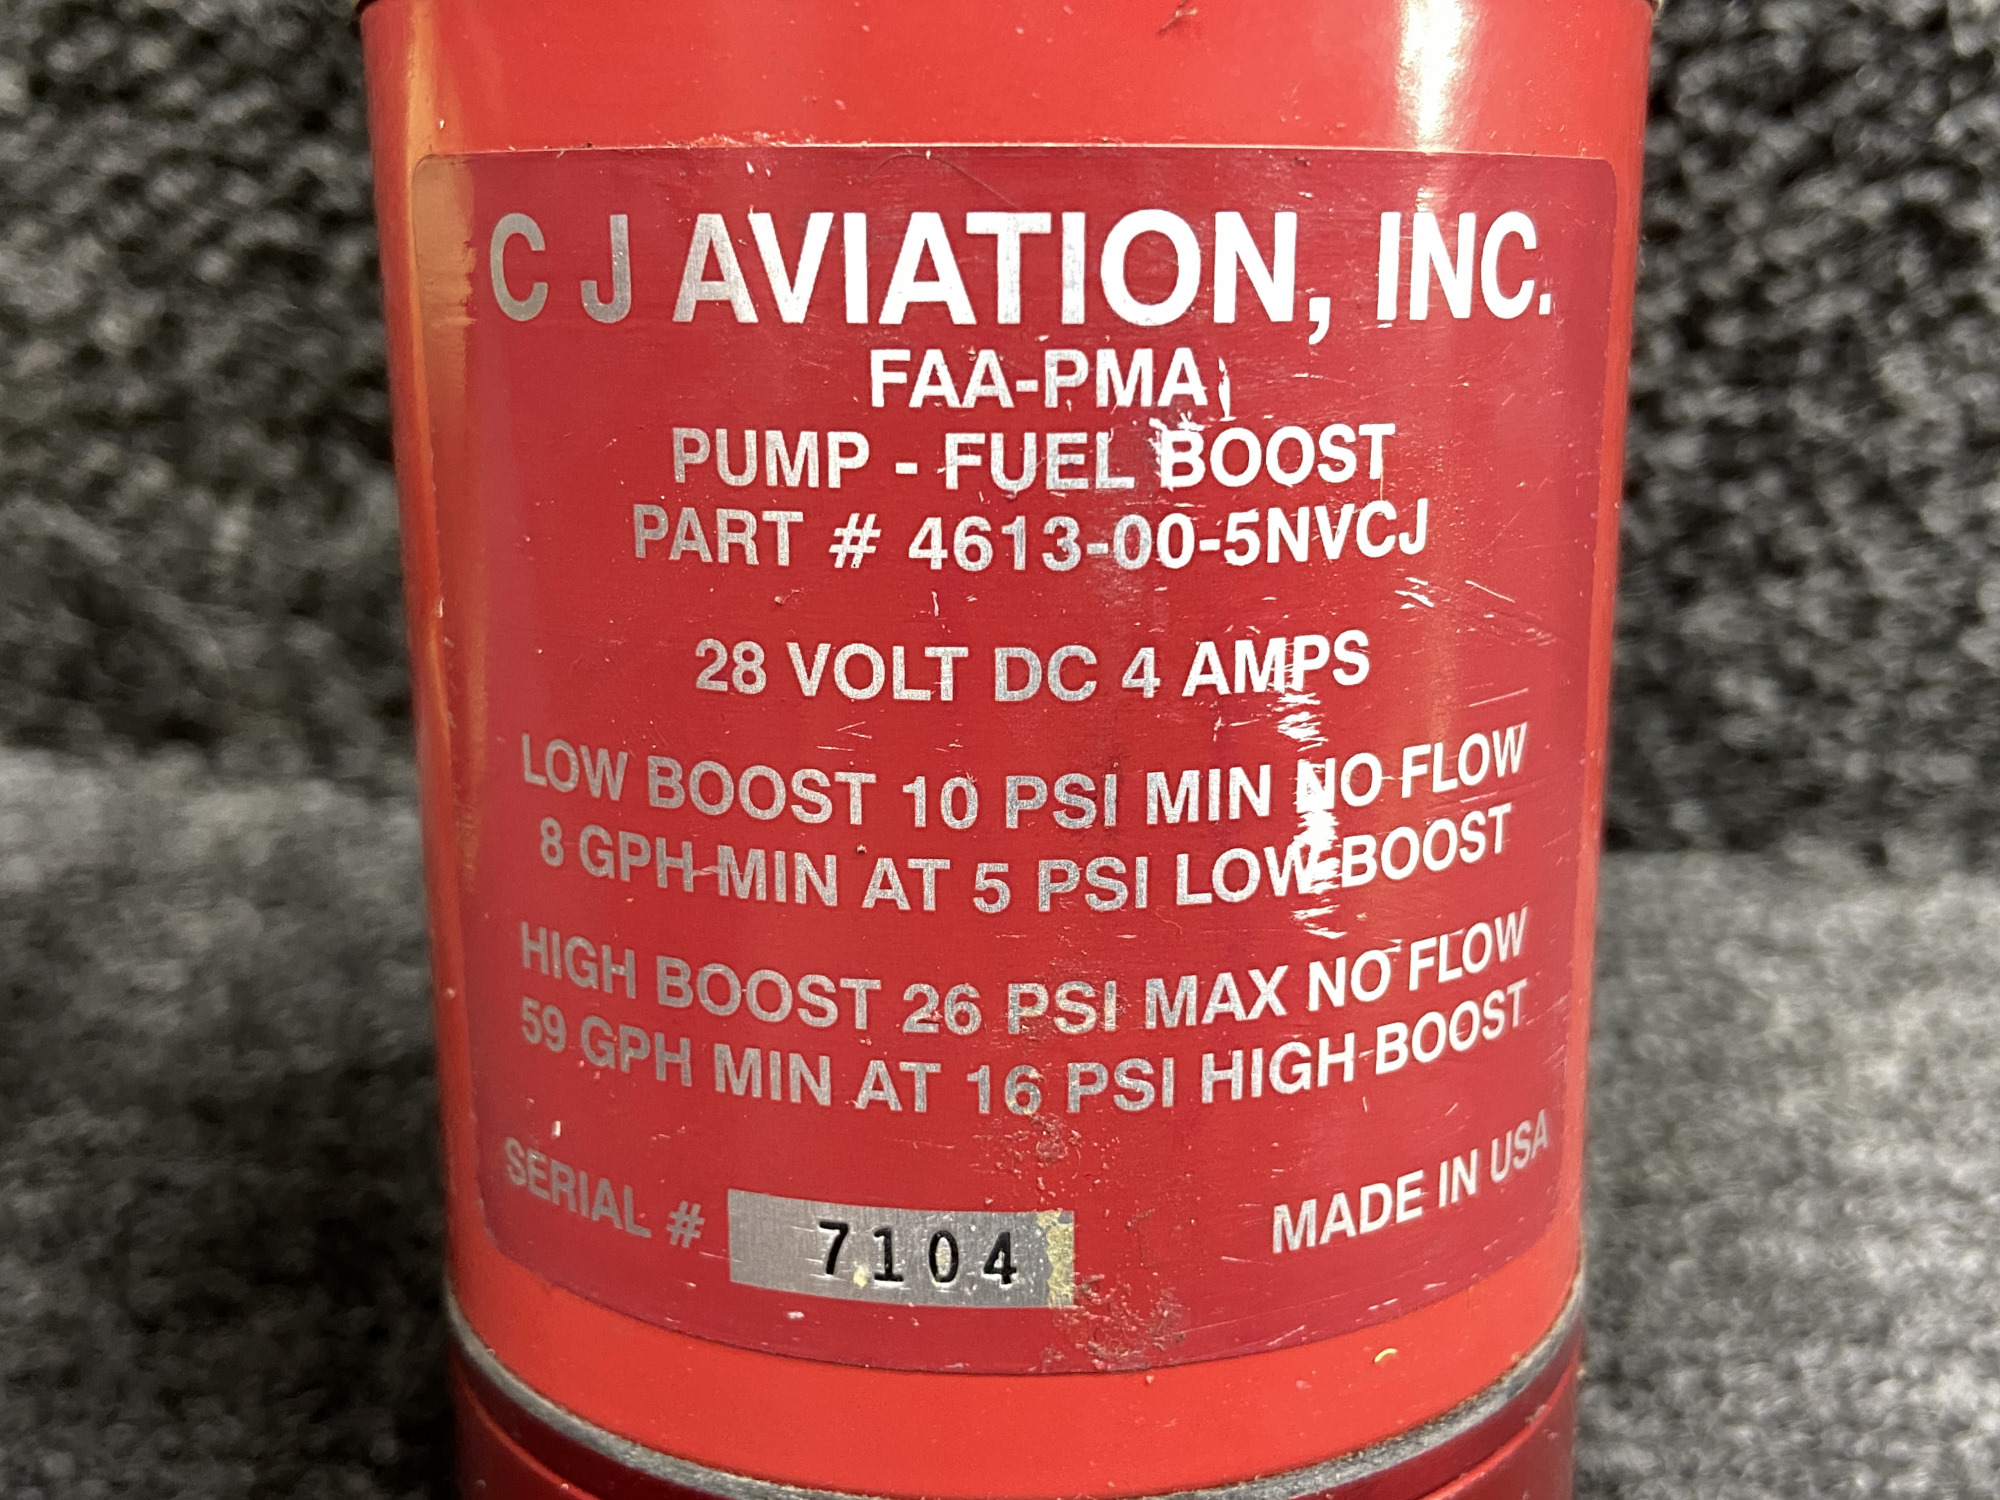 C J AVIATION, INC.
FAA-PMA
PUMP - FUEL BOOST
PART # 4613-00-5NVCJ
28 VOLT DC 4 AMPS
LOW BOOST 10 PSI MIN NO FLOW
8 GPH MIN AT 5 PSI LOW BOOST
HIGH BOOST 26 PSI MAX NO FLOW
59 GPH MIN AT 16 PSI HIGH BOOST
SERIAL # 7104
MADE IN USA